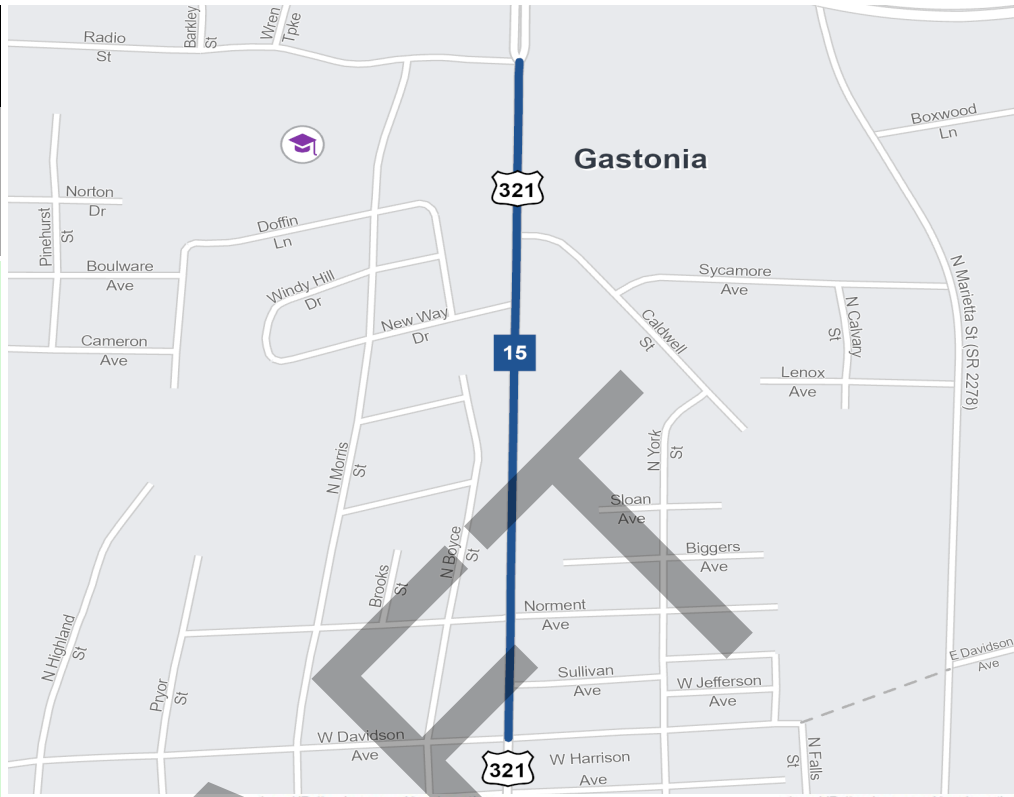 Radio
St
Barkley
St
Wren
Tpke
Boxwood
Ln
Gastonia
321
Norton
Dr
Pinehurst
St
Doffin
Ln
Boulware
Ave
Windy Hill
Dr
Sycamore
Ave
N Marietta St (SR 2278)
N Calvary
St
Caldwell
St
New Way
Dr
Cameron
Ave
15
Lenox
Ave
N Morris
St
N York
St
Sloan
Ave
N Boyce
St
Biggers
Ave
Brooks
St
Norment
Ave
N Highland
St
E Davidson
Ave
Pryor
St
Sullivan
Ave
W Jefferson
Ave
W Davidson
Ave
W Harrison
Ave
N Falls
St
321